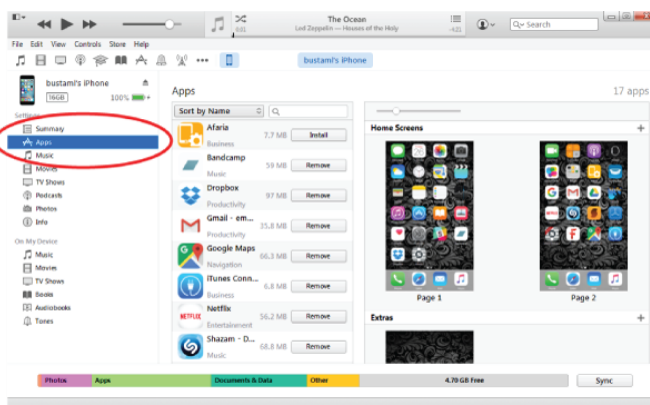 The Ocean
Led Zeppelin — Houses of the Holy
0:01
-4:21
Search
File Edit View Controls Store Help
bustami's iPhone
bustami's iPhone
16GB
100%
Settings
Summary
Apps
Music
Movies
TV Shows
Podcasts
Photos
Info
On My Device
Music
Movies
TV Shows
Books
Audiobooks
Tones
Apps
17 apps
Sort by Name
Afaria
Business
7.7 MB
Install
Bandcamp
Music
59 MB
Remove
Dropbox
Productivity
97 MB
Remove
Gmail - em...
Productivity
35.8 MB
Remove
Google Maps
Navigation
66.3 MB
Remove
iTunes Conn...
Business
6.8 MB
Remove
NETFLIX
Netflix
Entertainment
56.2 MB
Remove
Shazam - D...
Music
68.8 MB
Remove
Home Screens
Page 1
Page 2
Extras
Photos
Apps
Documents & Data
Other
4.70 GB Free
Sync